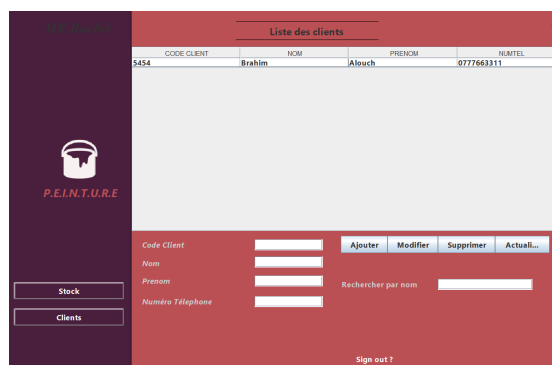 Liste des clients
CODE CLIENT NOM PRENOM NUMTEL
5454 Brahim Alouch 0777663311
P.E.I.N.T.U.R.E
Stock
Clients
Code Client
Nom
Prenom
Numéro Télephone
Ajouter Modifier Supprimer Actuali...
Rechercher par nom
Sign out ?